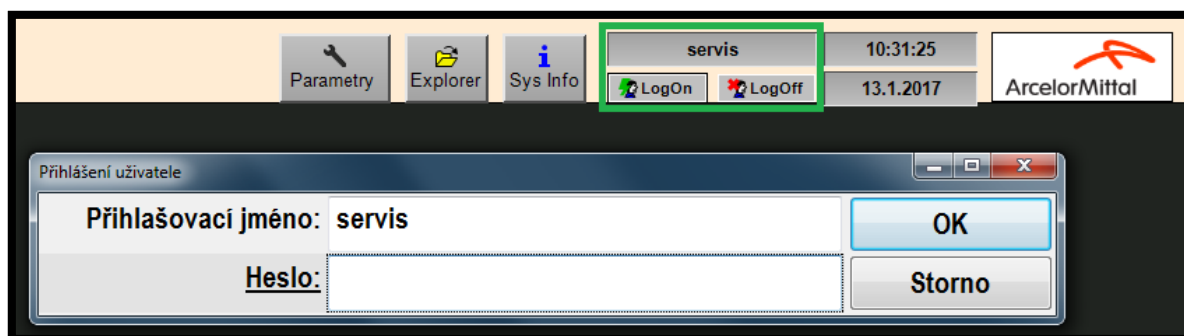 servis
10:31:25
Parametry
Explorer
Sys Info
LogOn
LogOff
13.1.2017
ArcelorMittal
Přihlášení uživatele
Přihlašovací jméno: servis
OK
Heslo:
Storno